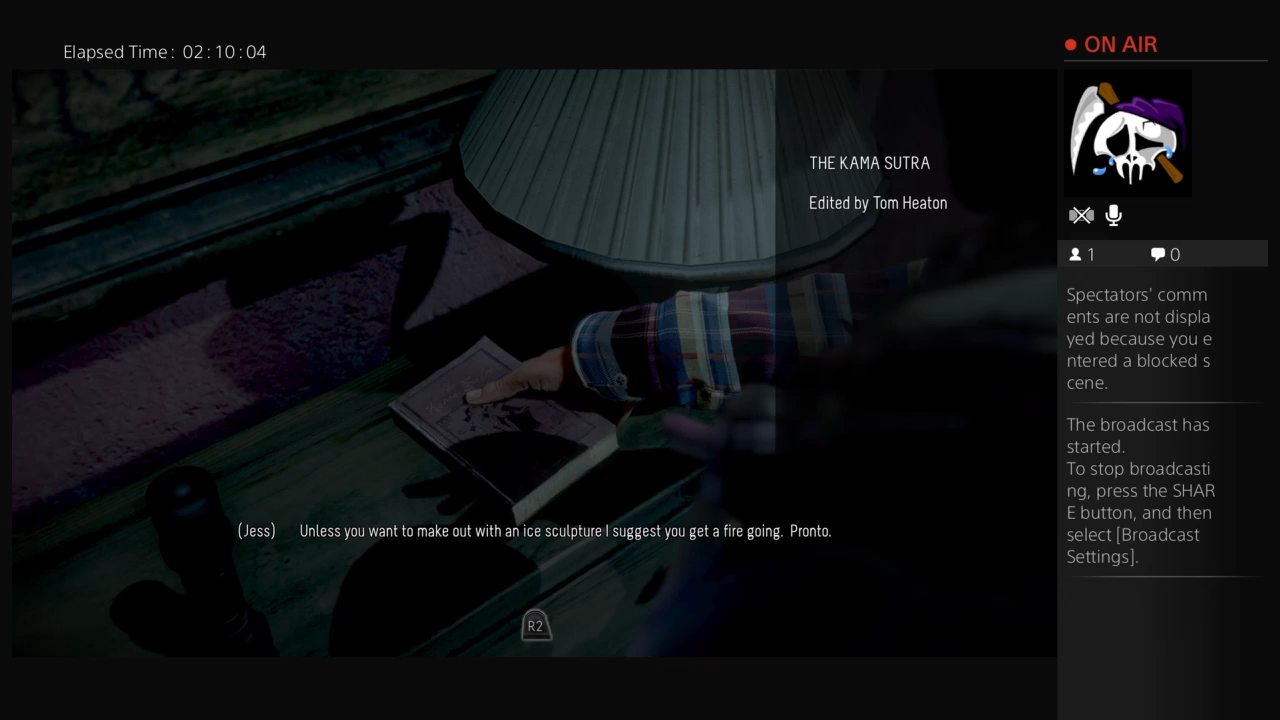 Elapsed Time: 02:10:04
ON AIR
THE KAMA SUTRA
Edited by Tom Heaton
1
0
Spectators' comm
ents are not displa
yed because you e
ntered a blocked s
cene.
The broadcast has
started.
To stop broadcasti
ng, press the SHAR
E button, and then
select [Broadcast
Settings].
(Jess) Unless you want to make out with an ice sculpture I suggest you get a fire going. Pronto.
R2